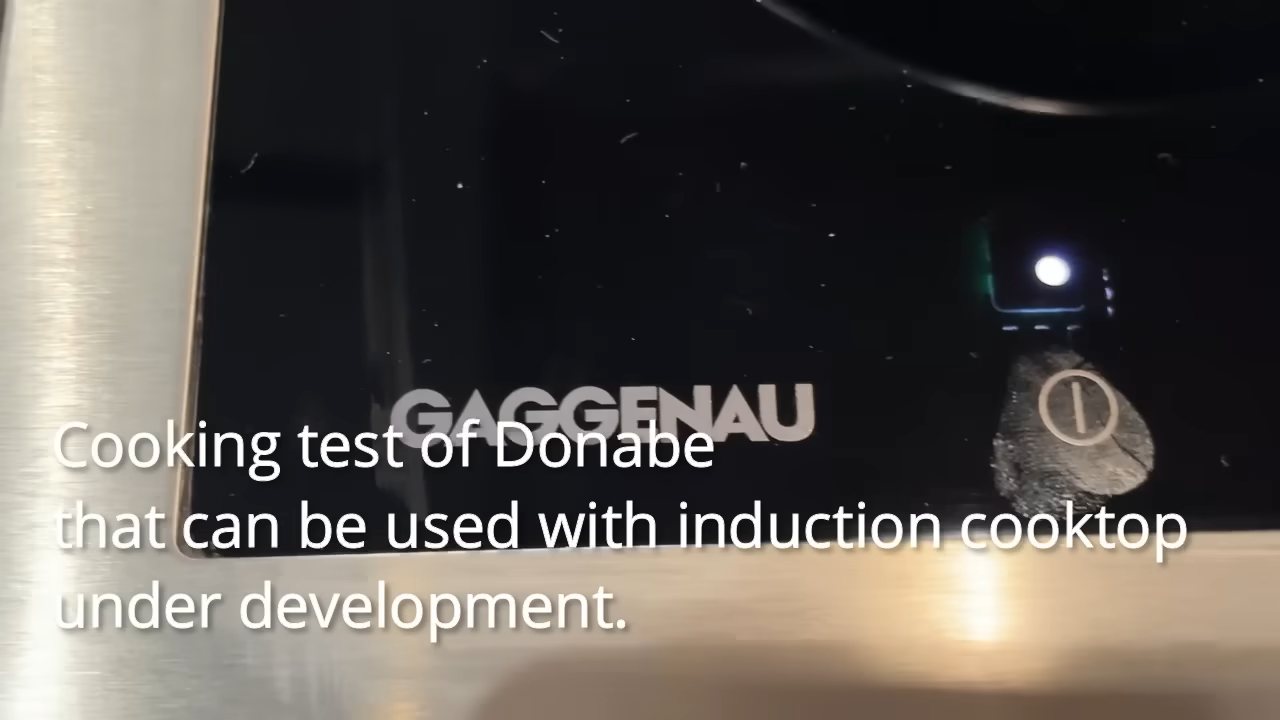 GAGGENAU
Cooking test of Donabe
that can be used with induction cooktop
under development.